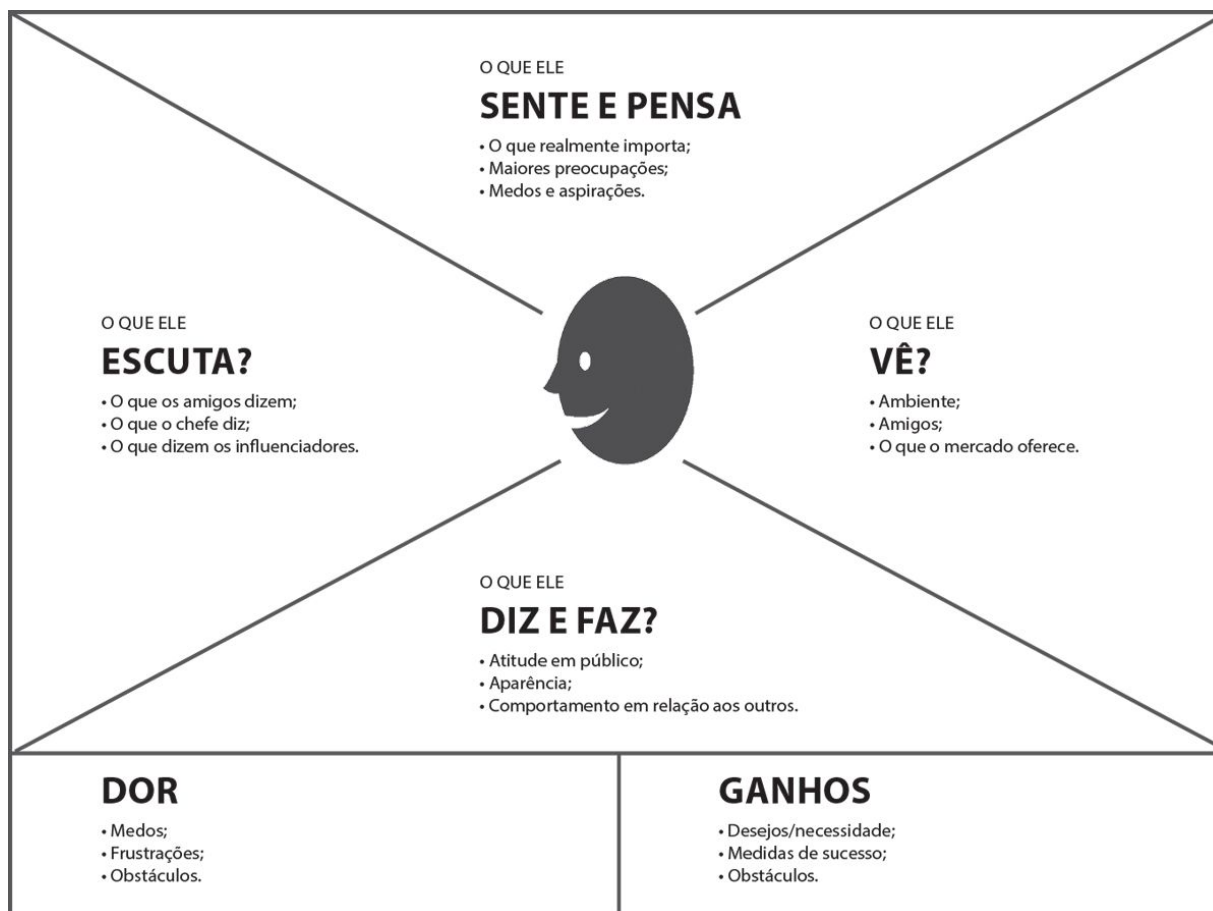 O QUE ELE
SENTE E PENSA
• O que realmente importa;
• Maiores preocupações;
• Medos e aspirações.
O QUE ELE
ESCUTA?
• O que os amigos dizem;
• O que o chefe diz;
• O que dizem os influenciadores.
O QUE ELE
VÊ?
• Ambiente;
• Amigos;
• O que o mercado oferece.
O QUE ELE
DIZ E FAZ?
• Atitude em público;
• Aparência;
• Comportamento em relação aos outros.
DOR
• Medos;
• Frustrações;
• Obstáculos.
GANHOS
• Desejos/necessidade;
• Medidas de sucesso;
• Obstáculos.